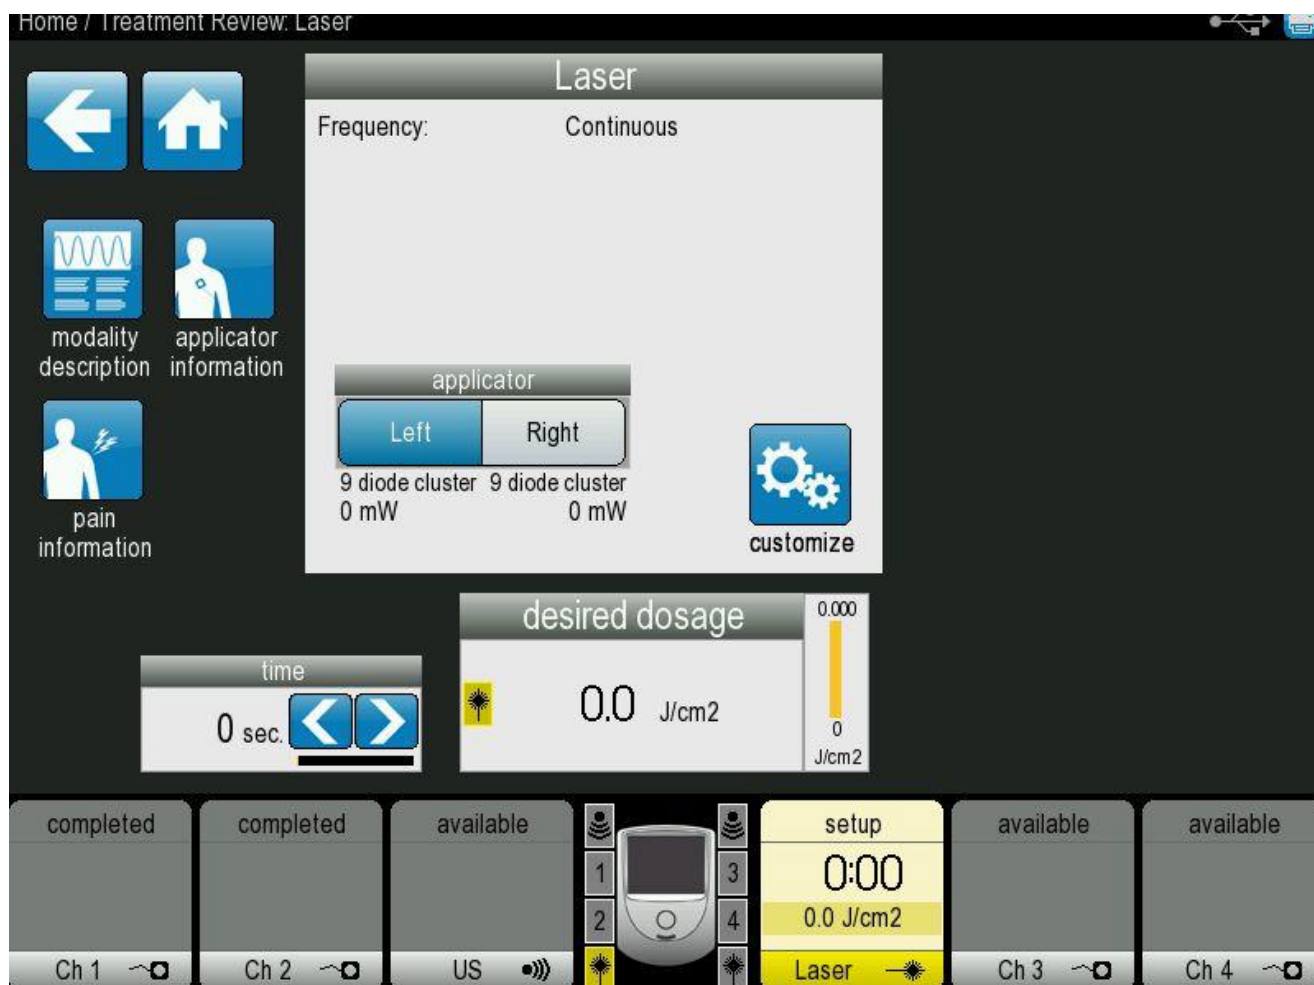 Home / Treatment Review: Laser
Laser
Frequency: Continuous
modality description
applicator information
pain information
applicator
Left Right
9 diode cluster 9 diode cluster
0 mW 0 mW
customize
time
0 sec.
desired dosage
0.0 J/cm2
0.000
0
J/cm2
completed
Ch 1
completed
Ch 2
available
US
1
2
3
4
setup
0:00
0.0 J/cm2
Laser
available
Ch 3
available
Ch 4